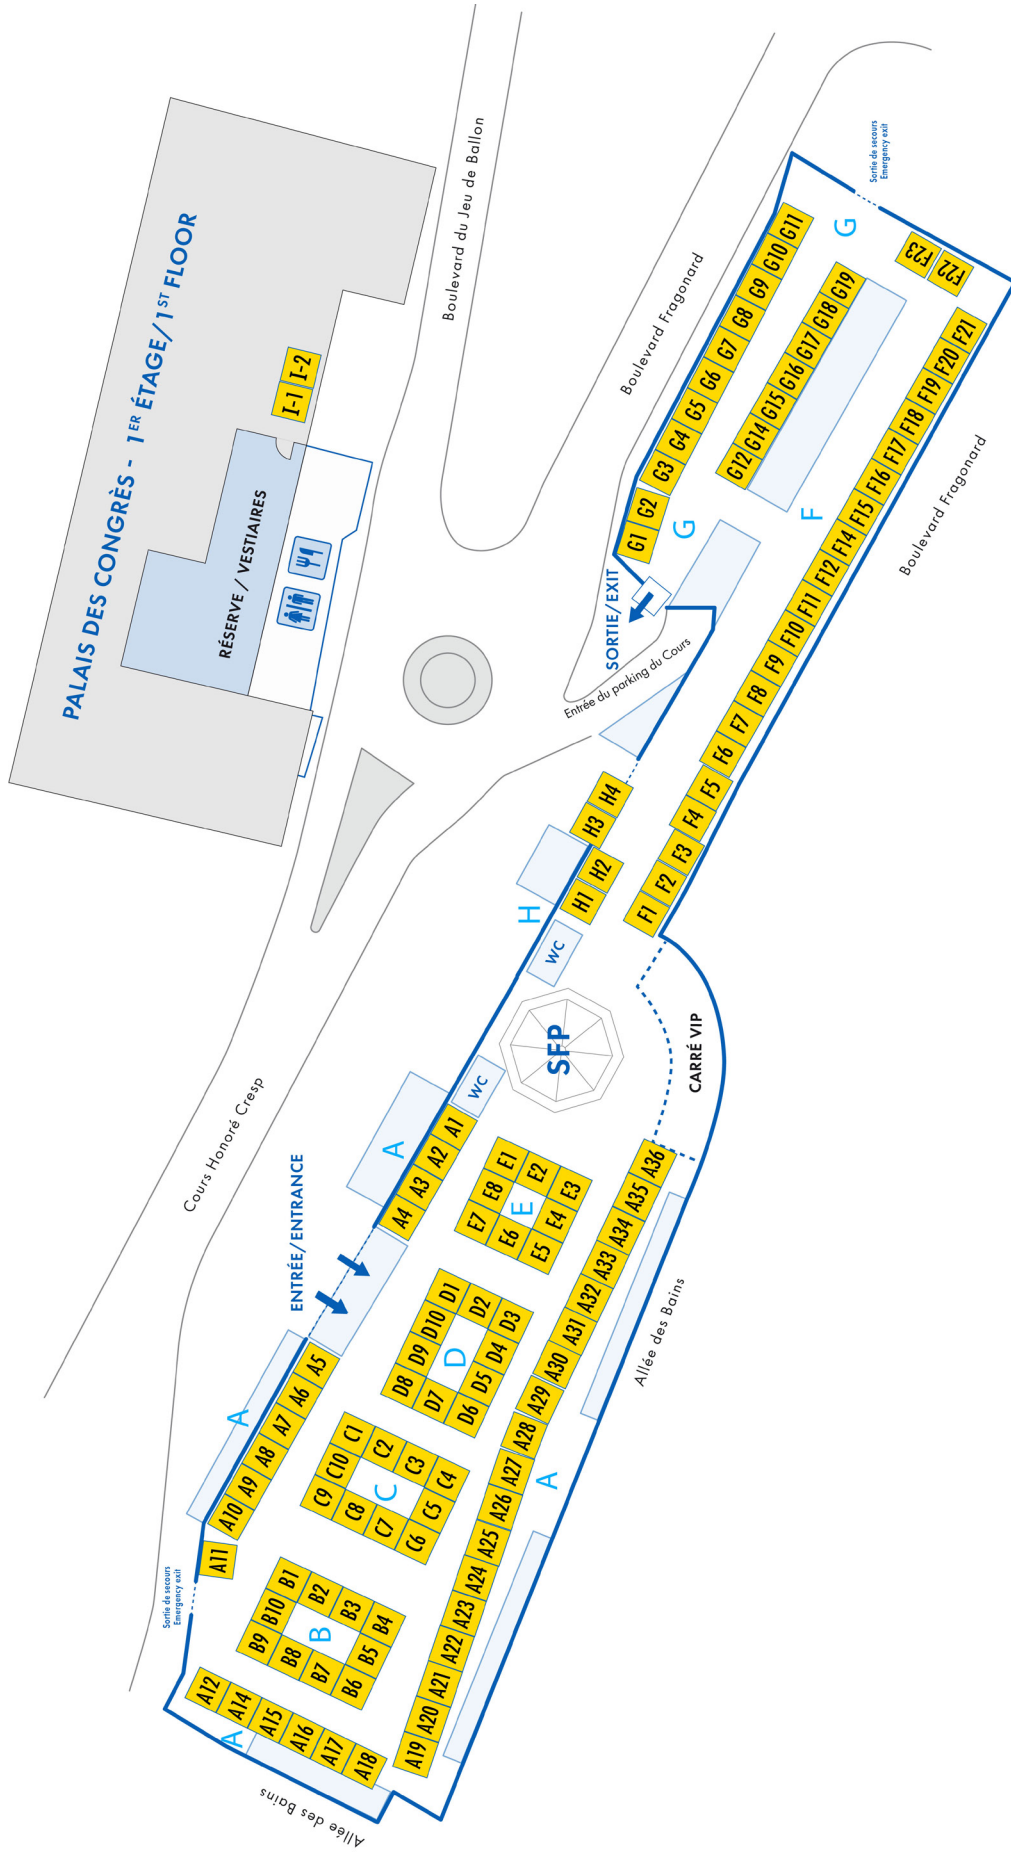 PALAIS DES CONGRÈS - 1ER ÉTAGE/1ST FLOOR
RÉSERVE / VESTIAIRES
I-1
I-2
Boulevard du Jeu de Ballon
Boulevard Fragonard
Sortie de secours
Emergency exit
G1
G2
G3
G4
G5
G6
G7
G8
G9
G10
G11
G
G
G12
G14
G15
G16
G17
G18
G19
F23
F22
F
SORTIE/EXIT
Entrée du parking du Cours
F1
F2
F3
F4
F5
F6
F7
F8
F9
F10
F11
F12
F14
F15
F16
F17
F18
F19
F20
F21
Boulevard Fragonard
H
H1
H2
H3
H4
WC
SFP
CARRÉ VIP
WC
Cours Honoré Cresp
ENTRÉE/ENTRANCE
A
A1
A2
A3
A4
A
A5
A6
A7
A8
A9
A10
A11
Sortie de secours
Emergency exit
E
E1
E2
E3
E4
E5
E6
E7
E8
D
D1
D2
D3
D4
D5
D6
D7
D8
D9
D10
C
C1
C2
C3
C4
C5
C6
C7
C8
C9
C10
B
B1
B2
B3
B4
B5
B6
B7
B8
B9
B10
A
A12
A14
A15
A16
A17
A18
A
A19
A20
A21
A22
A23
A24
A25
A26
A27
A28
A29
A30
A31
A32
A33
A34
A35
A36
Allée des Bains
Allée des Bains